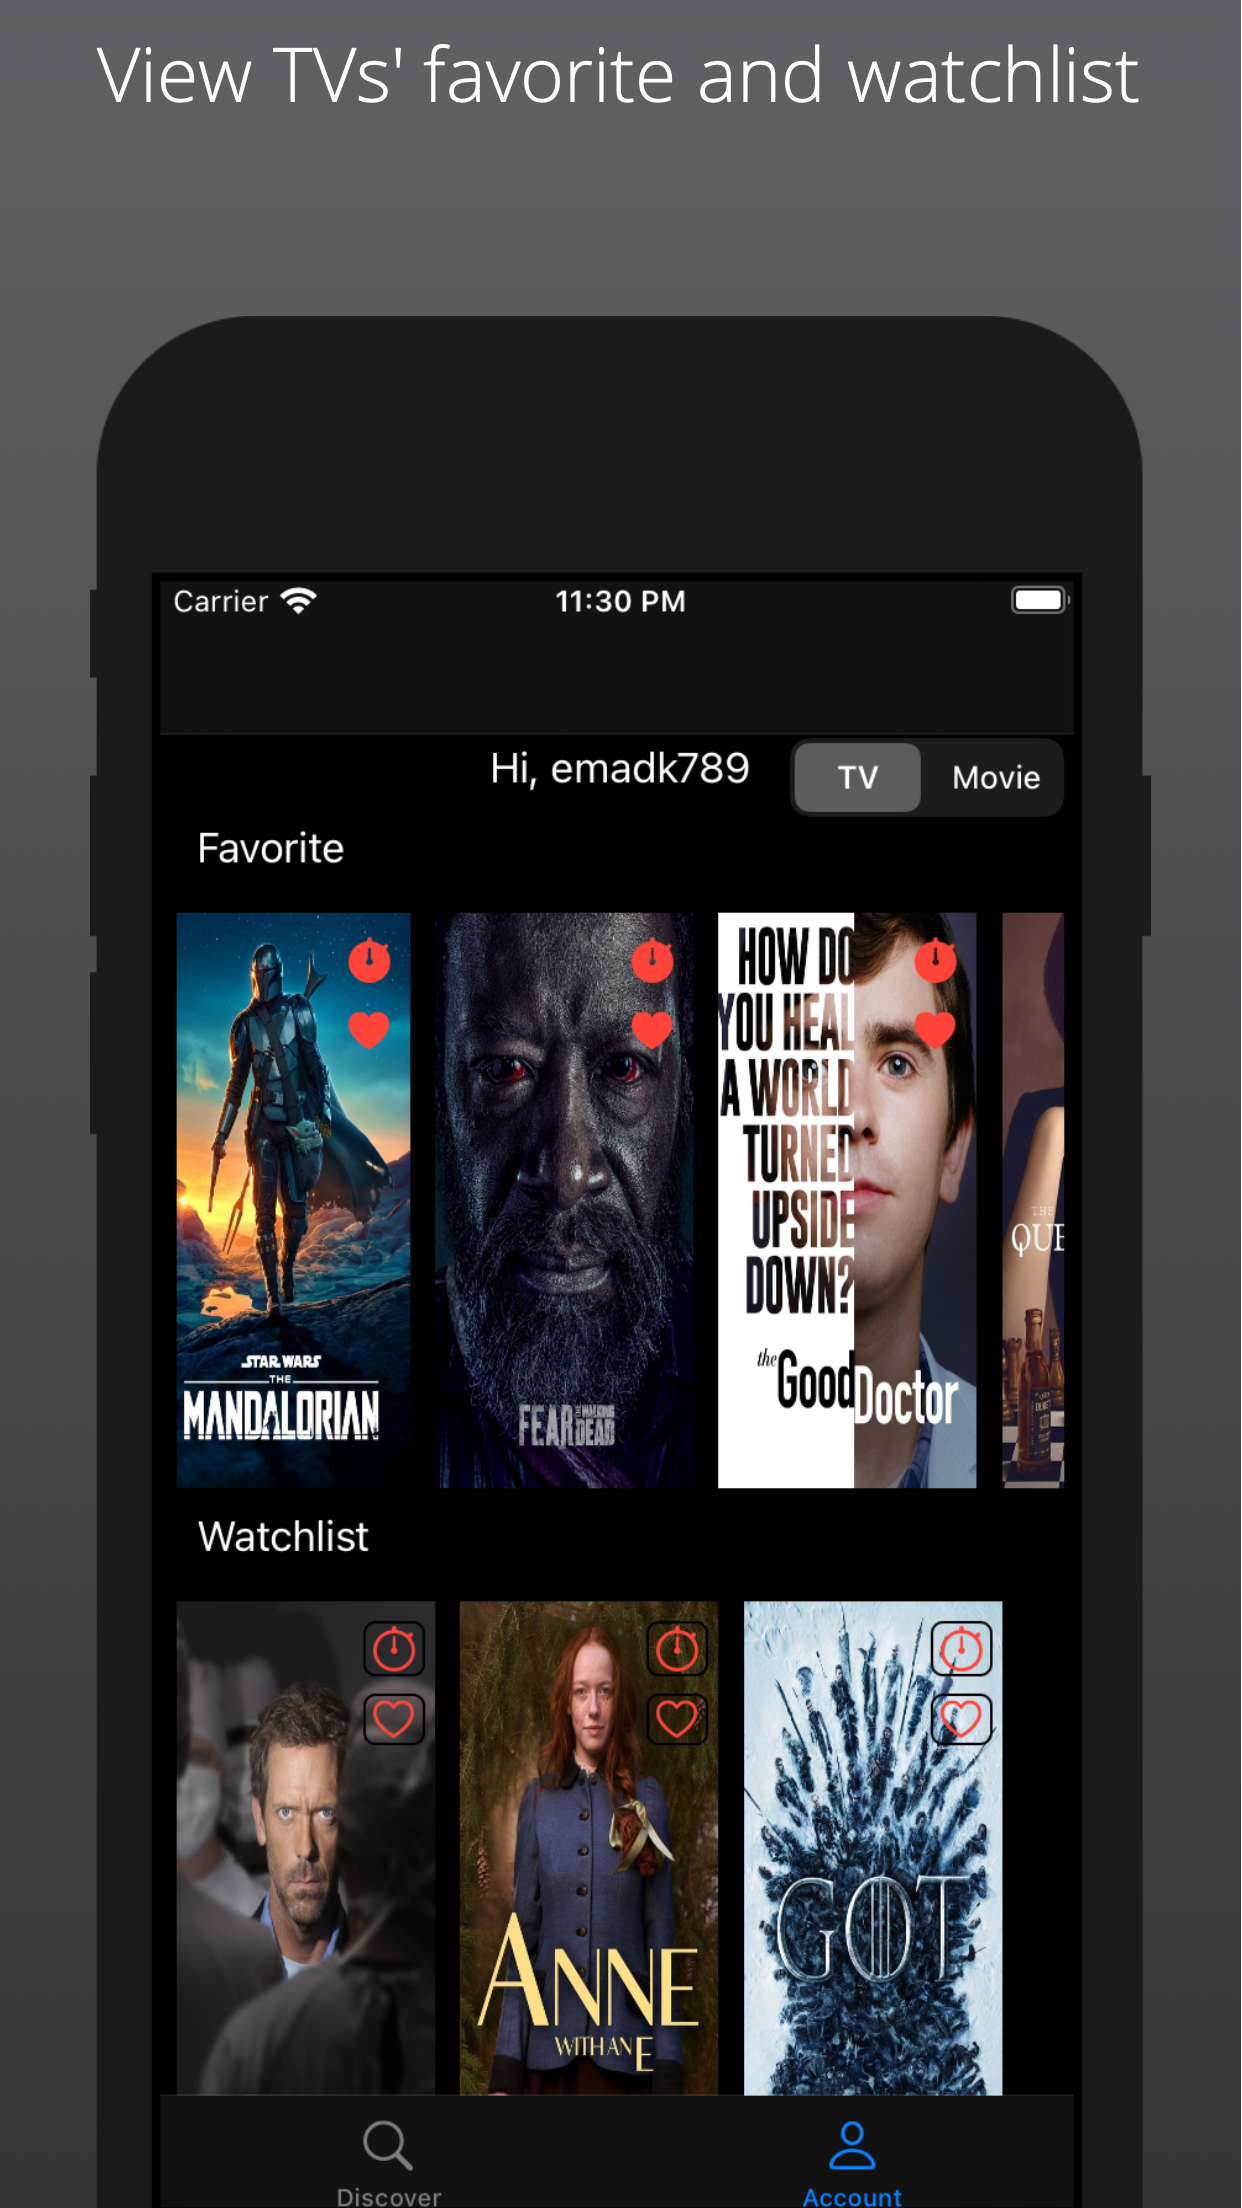 View TVs' favorite and watchlist
Carrier
11:30 PM
Hi, emadk789
TV
Movie
Favorite
STAR WARS
THE
MANDALORIAN
FEAR THE WALKING DEAD
HOW DO
YOU HEAL
A WORLD
TURNED
UPSIDE
DOWN?
the Good Doctor
THE
QUE
Watchlist
ANNE
WITH AN E
GOT
Discover
Account